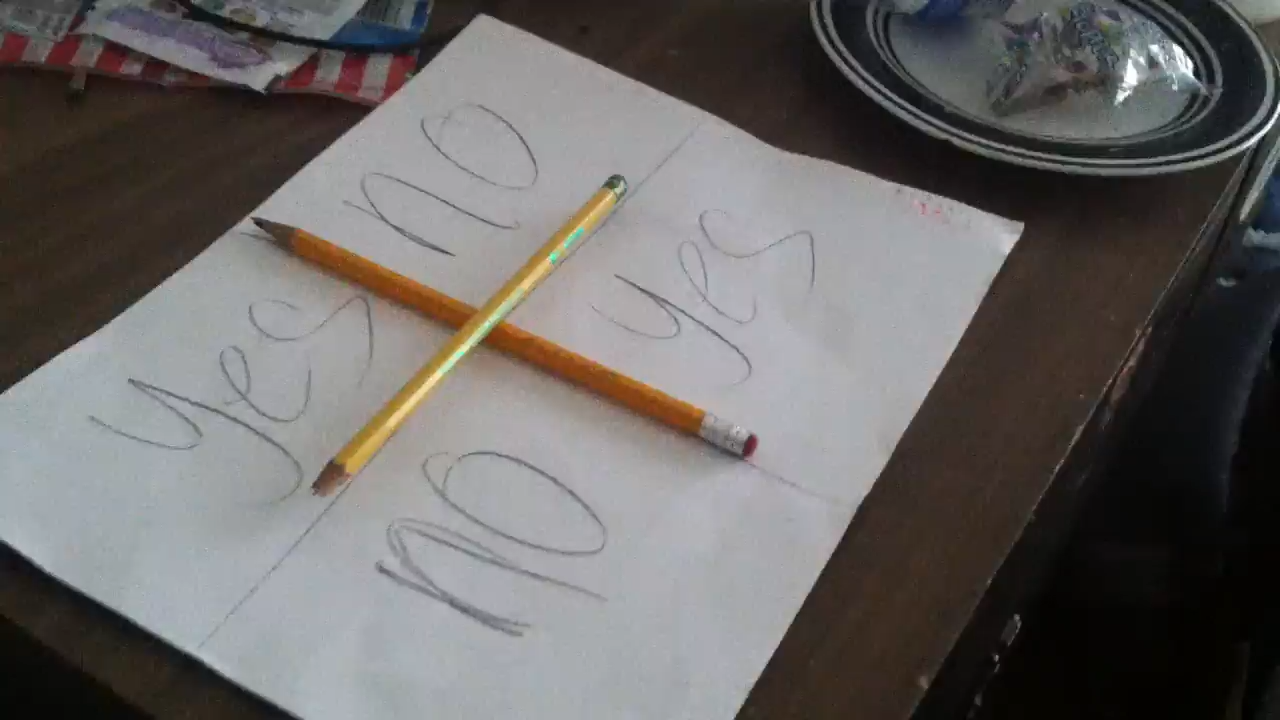 no yes
yes no